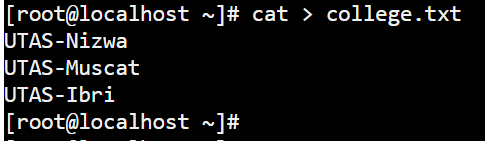 [root@localhost ~]# cat > college.txt
UTAS-Nizwa
UTAS-Muscat
UTAS-Ibri
[root@localhost ~]#